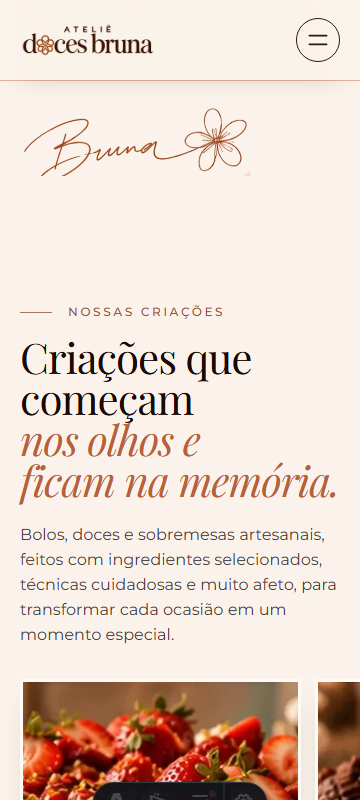 ATELIÊ
doces bruna
Bruna
NOSSAS CRIAÇÕES
Criações que
começam
nos olhos e
ficam na memória.
Bolos, doces e sobremesas artesanais,
feitos com ingredientes selecionados,
técnicas cuidadosas e muito afeto, para
transformar cada ocasião em um
momento especial.